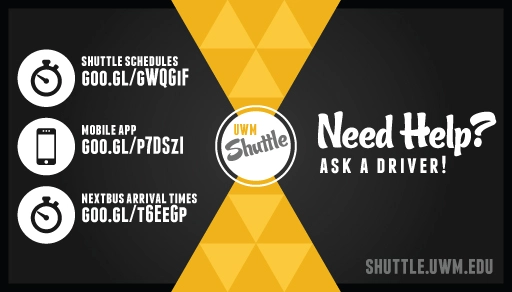 SHUTTLE SCHEDULES
GOO.GL/GWQGiF
MOBILE APP
GOO.GL/P7DSZI
NEXTBUS ARRIVAL TIMES
GOO.GL/T6EEGP
UWM
Shuttle
Need Help?
ASK A DRIVER!
SHUTTLE.UWM.EDU